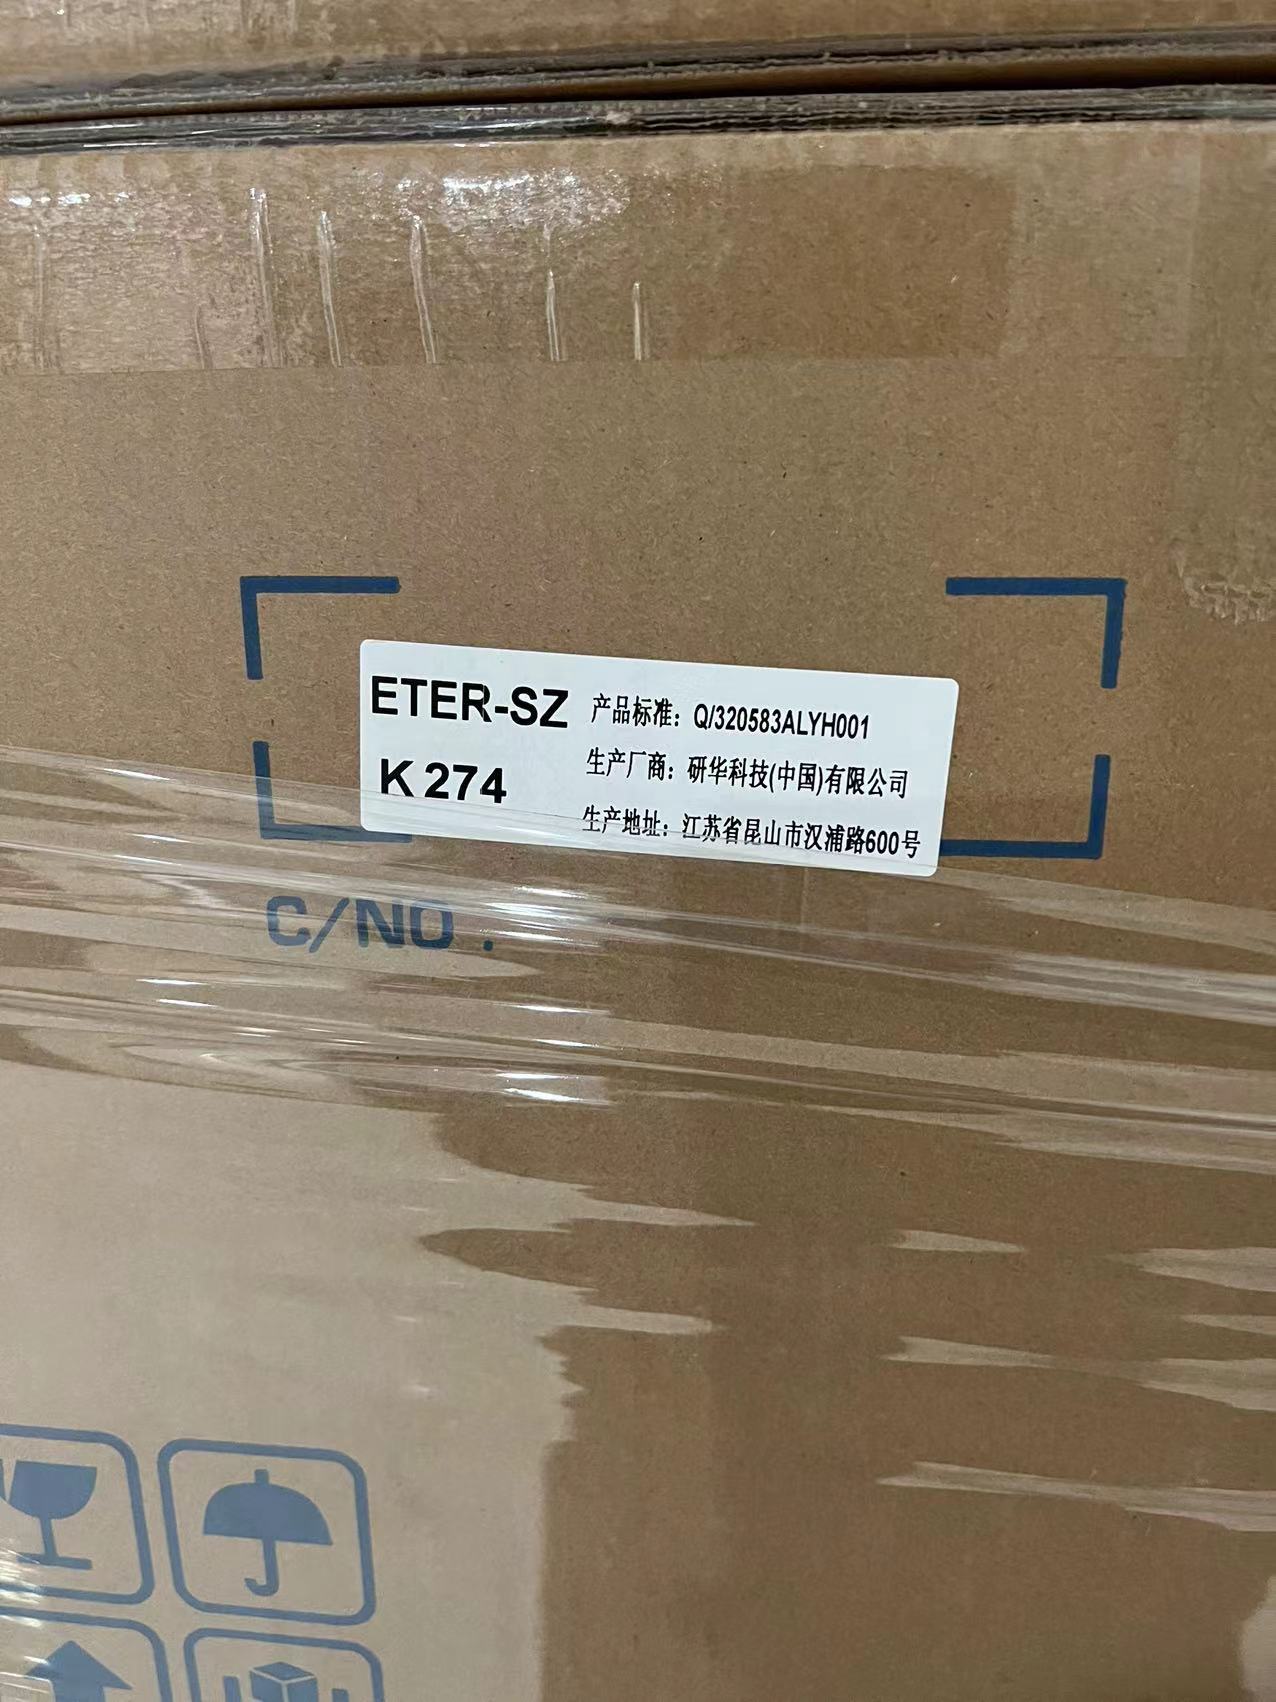 ETER-SZ
K 274
产品标准：Q/320583ALYH001
生产厂商：研华科技(中国)有限公司
生产地址：江苏省昆山市汉浦路600号
C/NO.